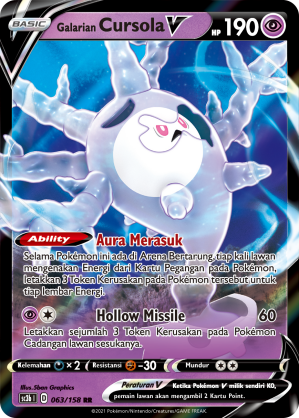 BASIC Galarian Cursola V HP 190
Ability Aura Merasuk
Selama Pokémon ini ada di Arena Bertarung, tiap kali lawan
mengenakan Energi dari Kartu Pegangan pada Pokémon,
letakkan 3 Token Kerusakan pada Pokémon tersebut untuk
tiap lembar Energi.
Hollow Missile 60
Letakkan sejumlah 3 Token Kerusakan pada Pokémon
Cadangan lawan sesukanya.
Kelemahan ×2 Resistansi -30 Mundur
Illus. 5ban Graphics
sc3b I D 063/158 RR
Peraturan V Ketika Pokémon V milik sendiri KO,
pemain lawan akan mengambil 2 Kartu Point.
©2021 Pokémon/Nintendo/Creatures/GAME FREAK.